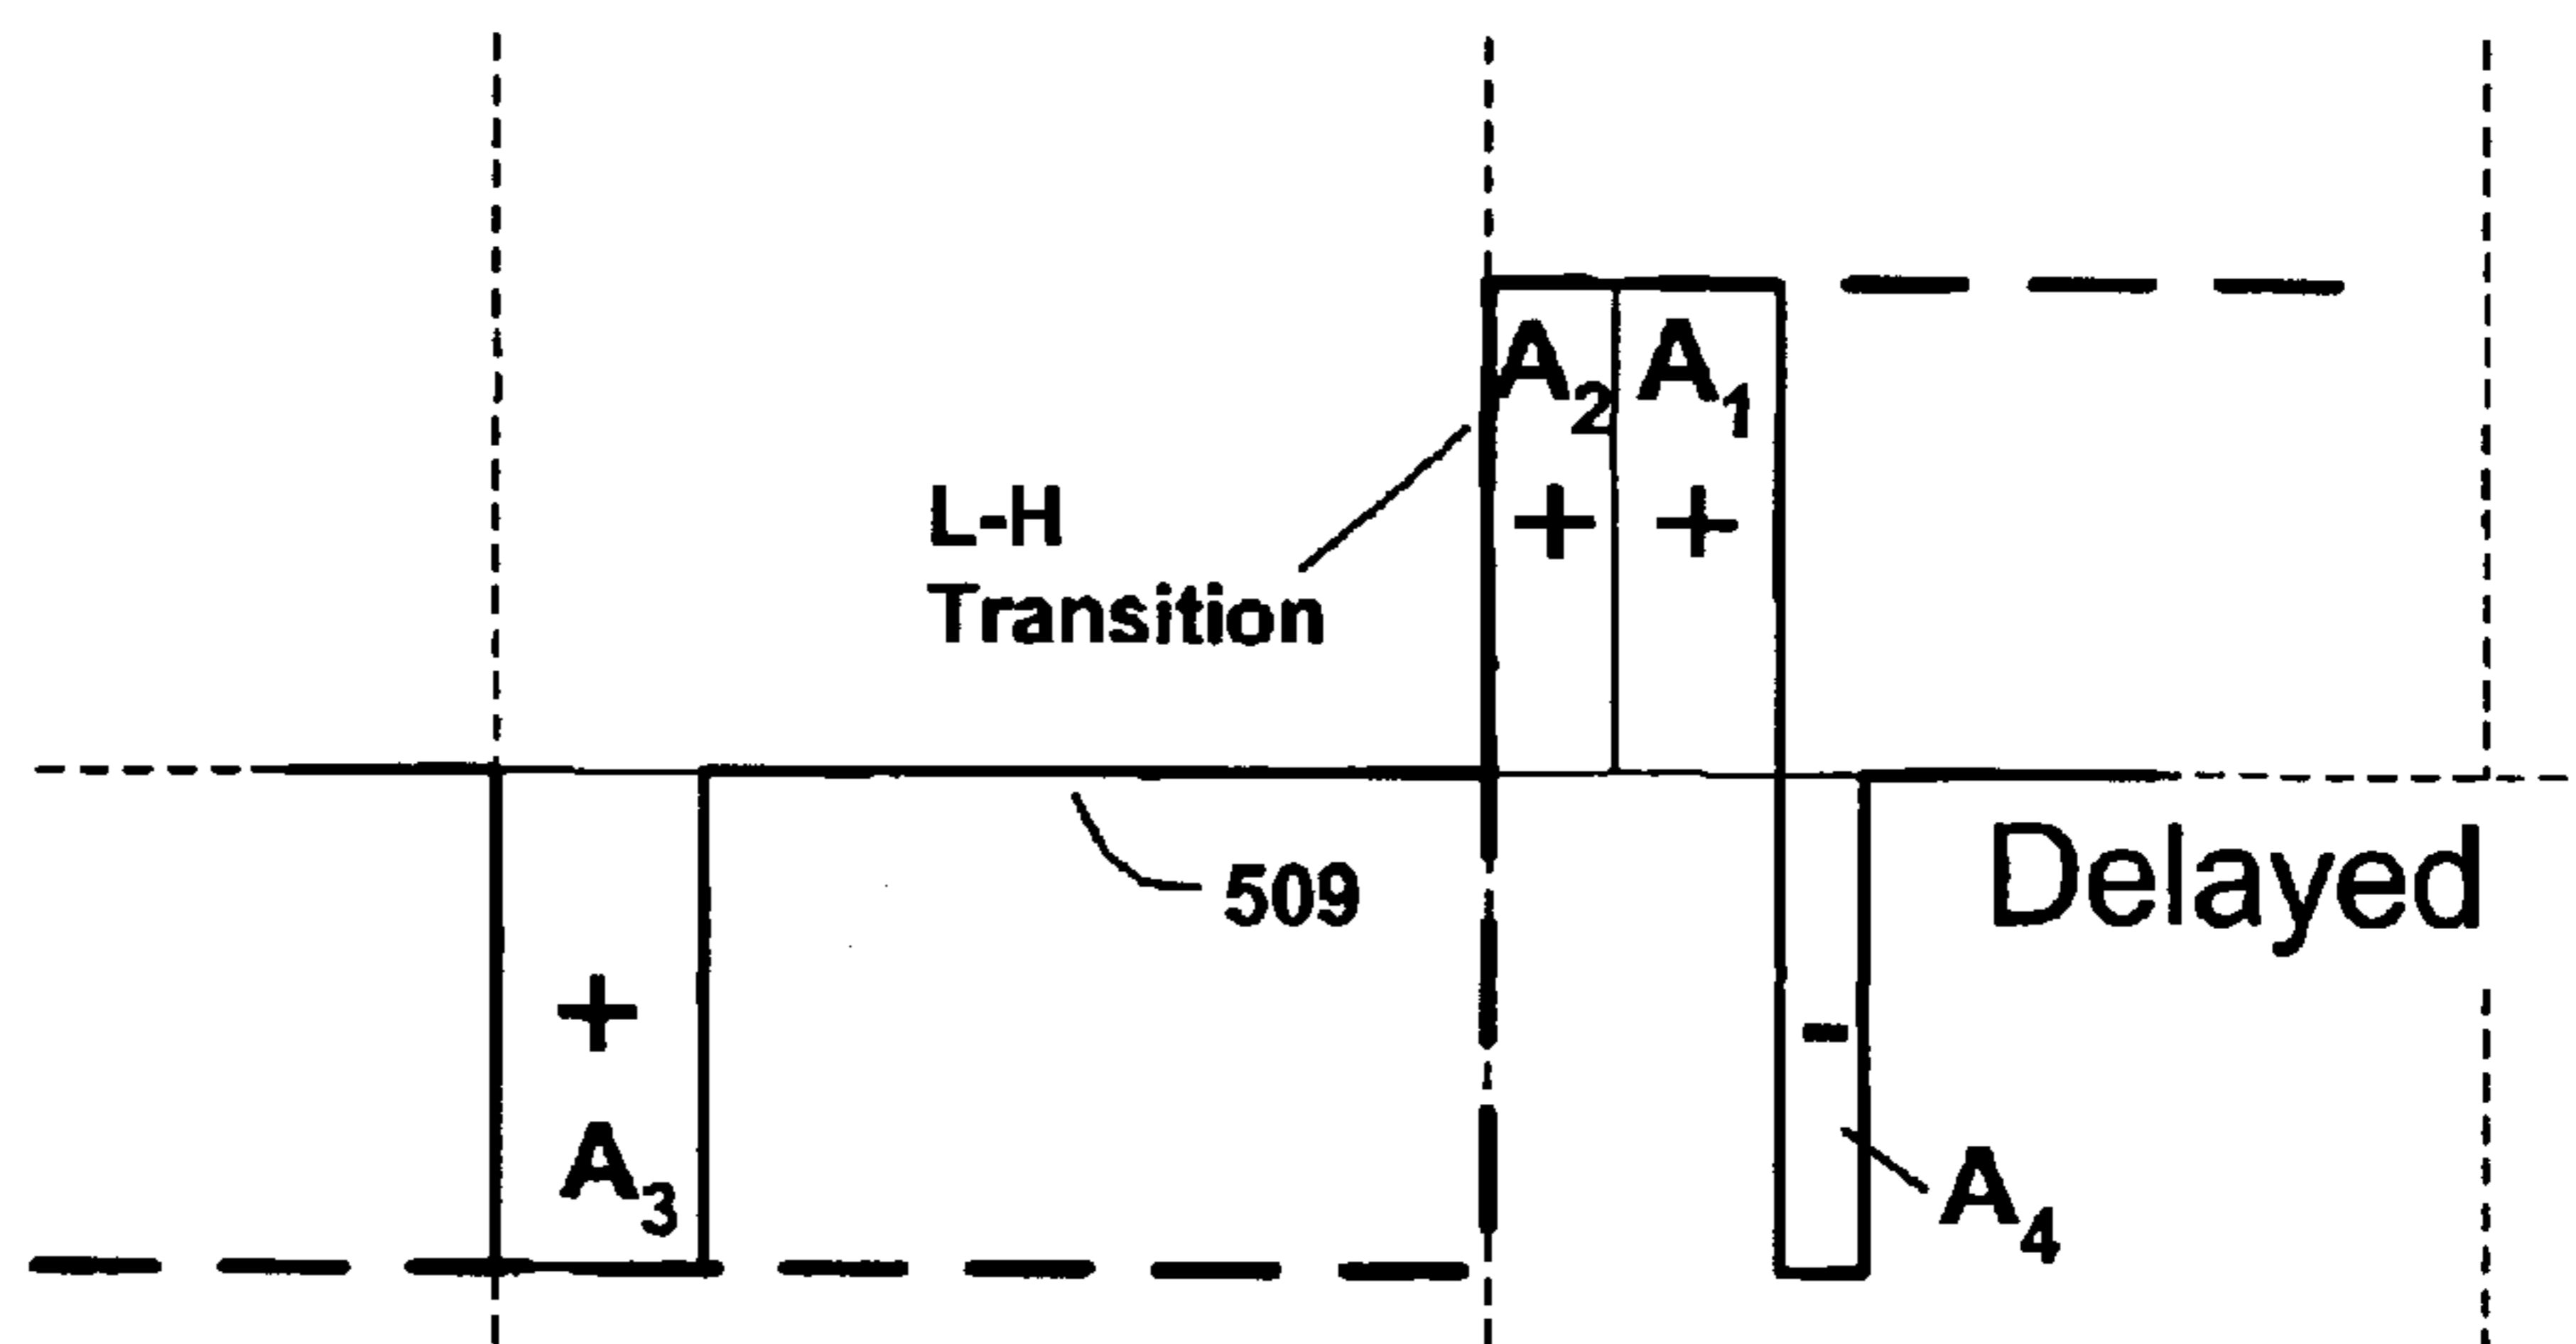 A2 A1
+ +
L-H
Transition
509
Delayed
+
A3
-
A4